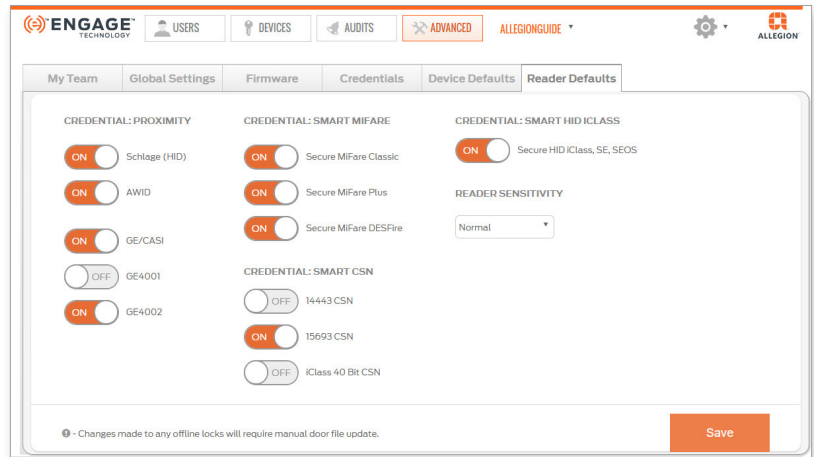 ENGAGE™
TECHNOLOGY
USERS
DEVICES
AUDITS
ADVANCED
ALLEGIONGUIDE
ALLEGION
My Team
Global Settings
Firmware
Credentials
Device Defaults
Reader Defaults
CREDENTIAL: PROXIMITY
ON Schlage (HID)
ON AWID
ON GE/CASI
OFF GE4001
ON GE4002
CREDENTIAL: SMART MIFARE
ON Secure MiFare Classic
ON Secure MiFare Plus
ON Secure MiFare DESFire
CREDENTIAL: SMART CSN
OFF 14443 CSN
ON 15693 CSN
OFF iClass 40 Bit CSN
CREDENTIAL: SMART HID ICLASS
ON Secure HID iClass, SE, SEOS
READER SENSITIVITY
Normal
- Changes made to any offline locks will require manual door file update.
Save